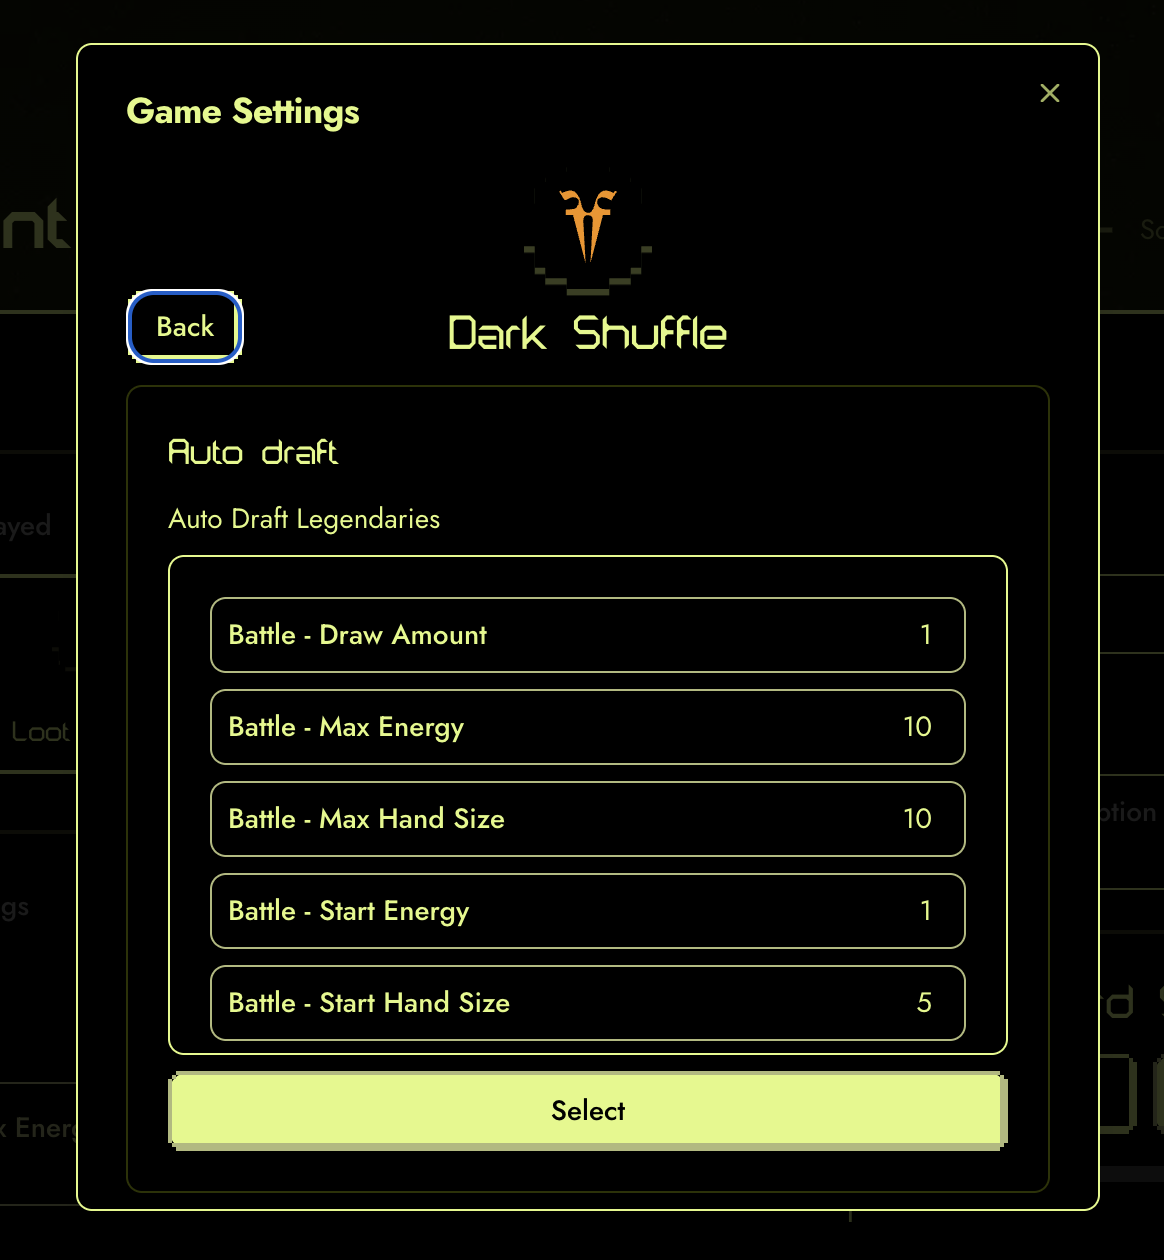 Game Settings
Back
Dark Shuffle
Auto draft
Auto Draft Legendaries
Battle - Draw Amount 1
Battle - Max Energy 10
Battle - Max Hand Size 10
Battle - Start Energy 1
Battle - Start Hand Size 5
Select
Loot